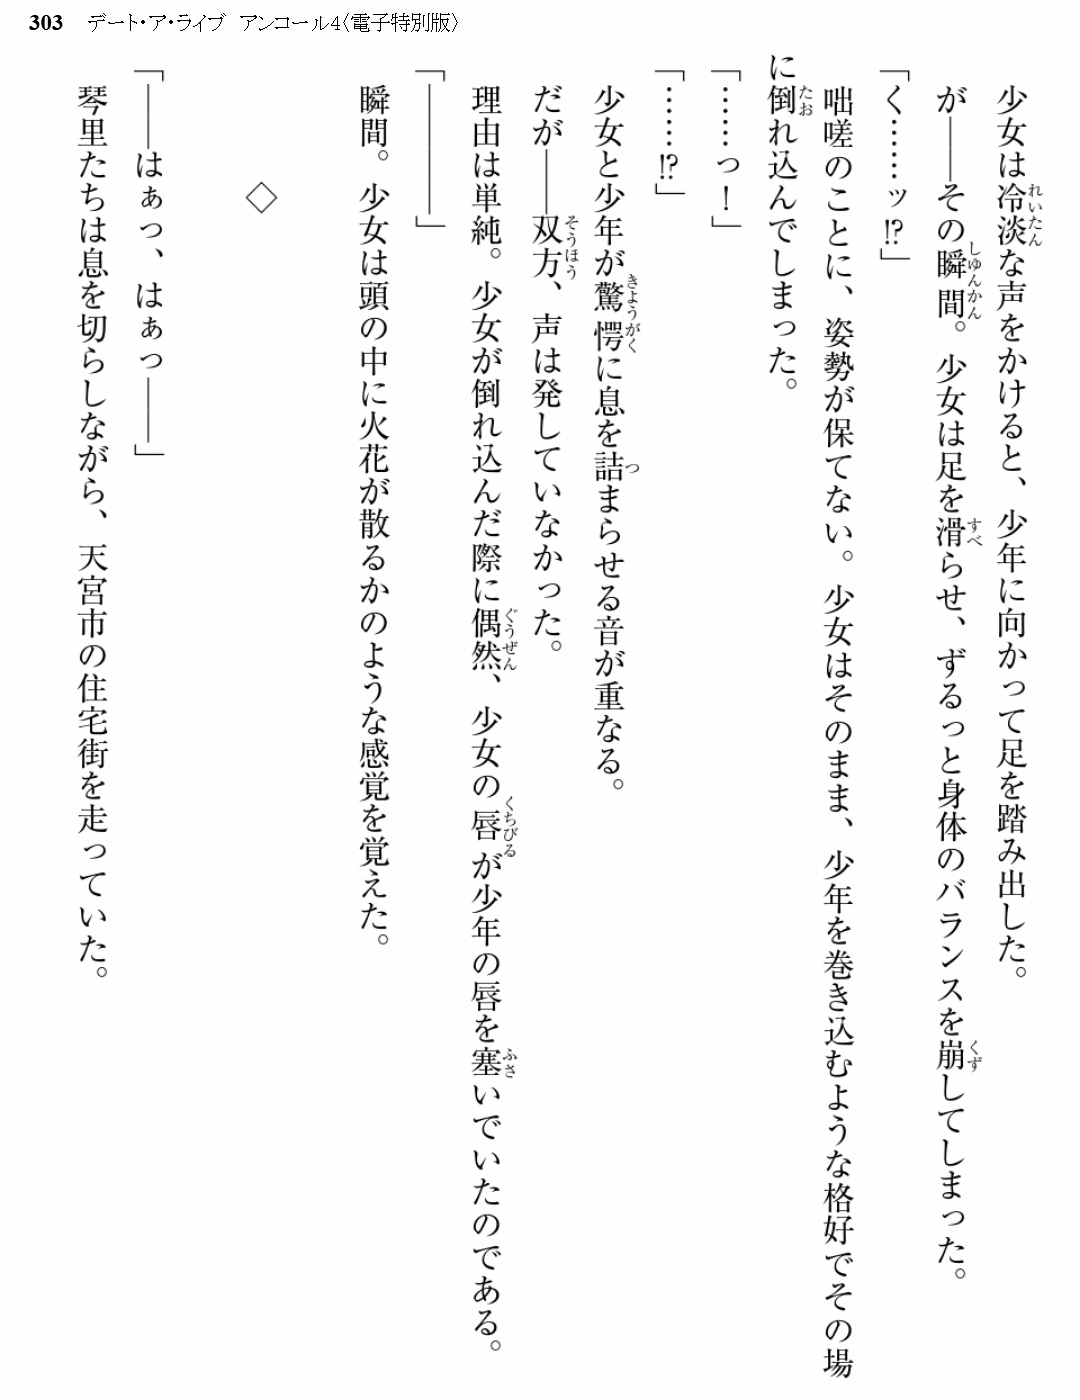 303 デート・ア・ライブ アンコール4〈電子特別版〉
少女は冷淡な声をかけると、少年に向かって足を踏み出した。
が――その瞬間。少女は足を滑らせ、ずるっと身体のバランスを崩してしまった。
「く……ッ!?」
咄嗟のことに、姿勢が保てない。少女はそのまま、少年を巻き込むような格好でその場
に倒れ込んでしまった。
「……っ！」
「……!?」
少女と少年が驚愕に息を詰まらせる音が重なる。
だが――双方、声は発していなかった。
理由は単純。少女が倒れ込んだ際に偶然、少女の唇が少年の唇を塞いでいたのである。
「――――」
瞬間。少女は頭の中に火花が散るかのような感覚を覚えた。
◇
「――はぁっ、はぁっ――」
琴里たちは息を切らしながら、天宮市の住宅街を走っていた。